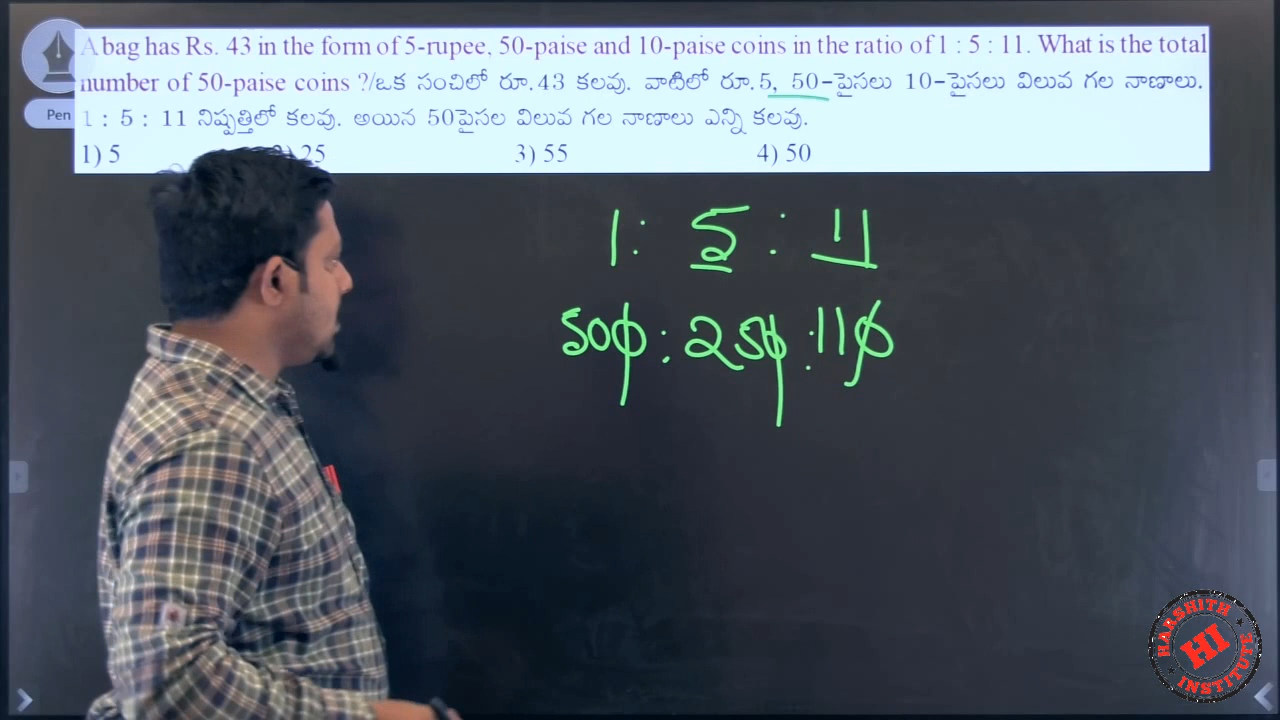 A bag has Rs. 43 in the form of 5-rupee, 50-paise and 10-paise coins in the ratio of 1 : 5 : 11. What is the total
number of 50-paise coins ?/ఒక సంచిలో రూ.43 కలవు. వాటిలో రూ.5, 50-పైసలు 10-పైసలు విలువ గల నాణాలు.
Pen
1 : 5 : 11 నిష్పత్తిలో కలవు. అయిన 50పైసల విలువ గల నాణాలు ఎన్ని కలవు.
1) 5 2) 25 3) 55 4) 50
1 : 5 : 11
500 : 250 : 110
HARSHITH
HI
INSTITUTE